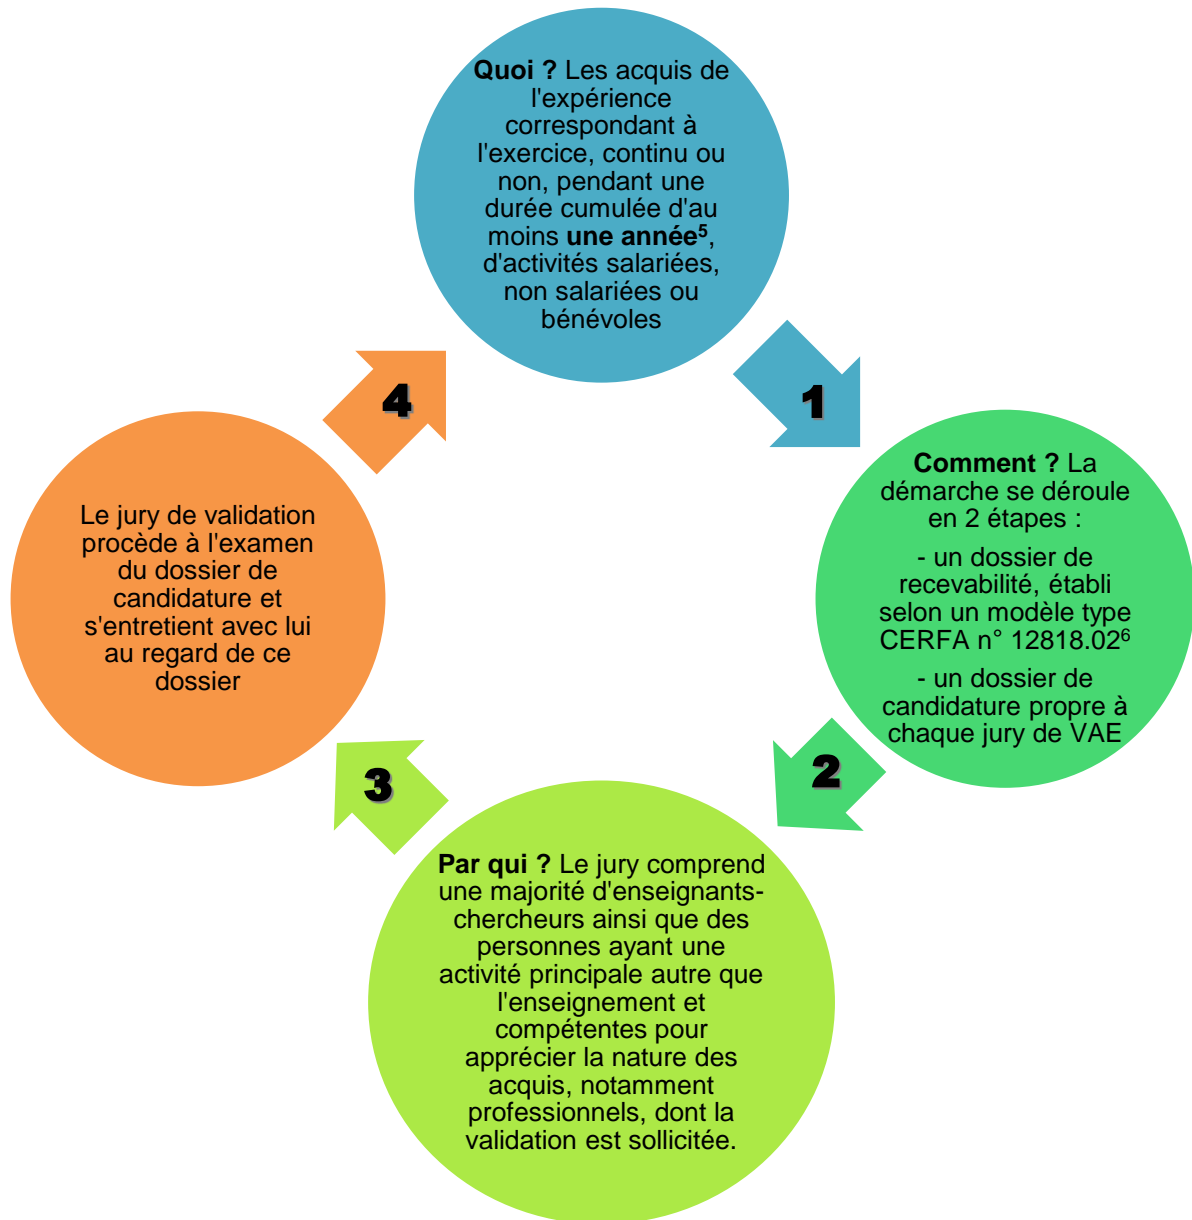 Quoi ? Les acquis de
l'expérience
correspondant à
l'exercice, continu ou
non, pendant une
durée cumulée d'au
moins une année⁵,
d'activités salariées,
non salariées ou
bénévoles
1
Comment ? La
démarche se déroule
en 2 étapes :
- un dossier de
recevabilité, établi
selon un modèle type
CERFA n° 12818.02⁶
- un dossier de
candidature propre à
chaque jury de VAE
2
Par qui ? Le jury comprend
une majorité d'enseignants-
chercheurs ainsi que des
personnes ayant une
activité principale autre que
l'enseignement et
compétentes pour
apprécier la nature des
acquis, notamment
professionnels, dont la
validation est sollicitée.
3
Le jury de validation
procède à l'examen
du dossier de
candidature et
s'entretient avec lui
au regard de ce
dossier
4